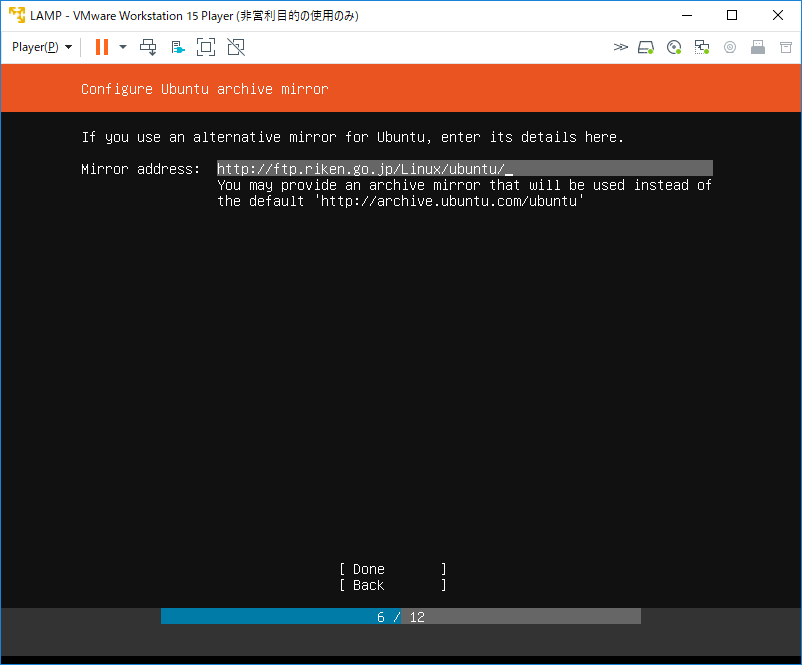 LAMP - VMware Workstation 15 Player (非営利目的の使用のみ)
Player(P)
Configure Ubuntu archive mirror
If you use an alternative mirror for Ubuntu, enter its details here.
Mirror address: http://ftp.riken.go.jp/Linux/ubuntu/_
You may provide an archive mirror that will be used instead of
the default 'http://archive.ubuntu.com/ubuntu'
[ Done ]
[ Back ]
6 / 12